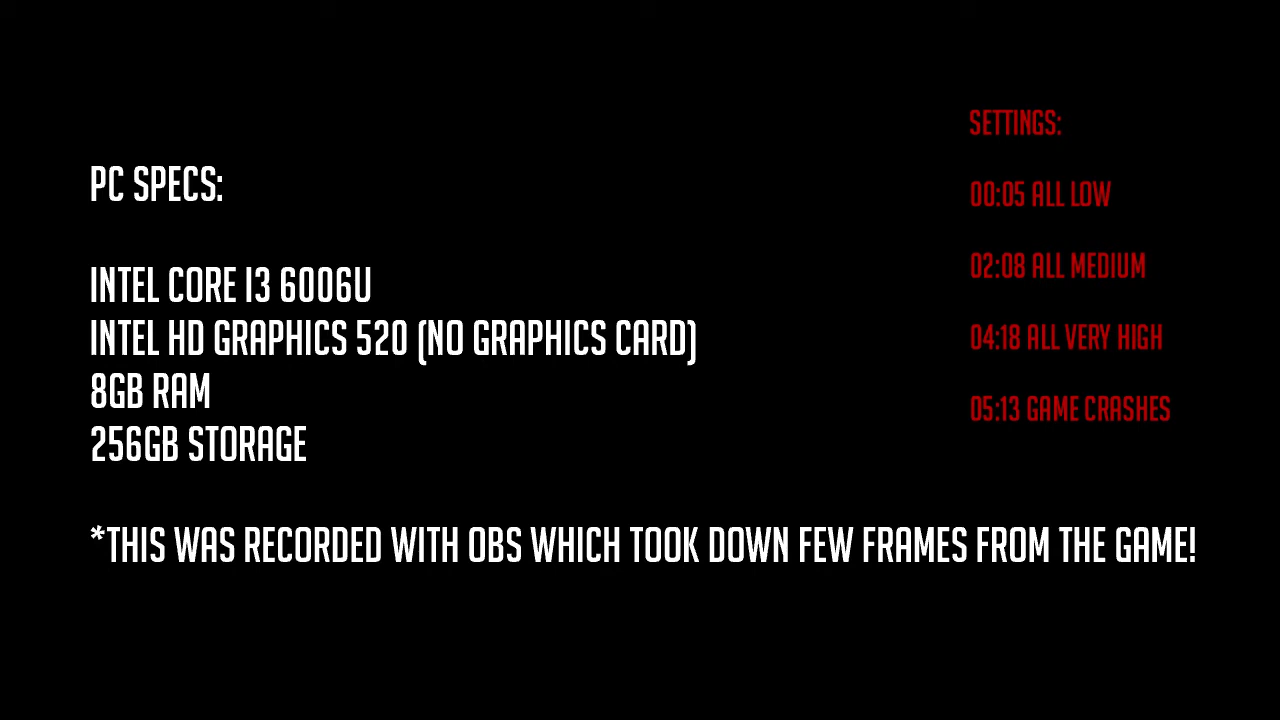 PC SPECS:
INTEL CORE I3 6006U
INTEL HD GRAPHICS 520 (NO GRAPHICS CARD)
8GB RAM
256GB STORAGE
*THIS WAS RECORDED WITH OBS WHICH TOOK DOWN FEW FRAMES FROM THE GAME!
SETTINGS:
00:05 ALL LOW
02:08 ALL MEDIUM
04:18 ALL VERY HIGH
05:13 GAME CRASHES